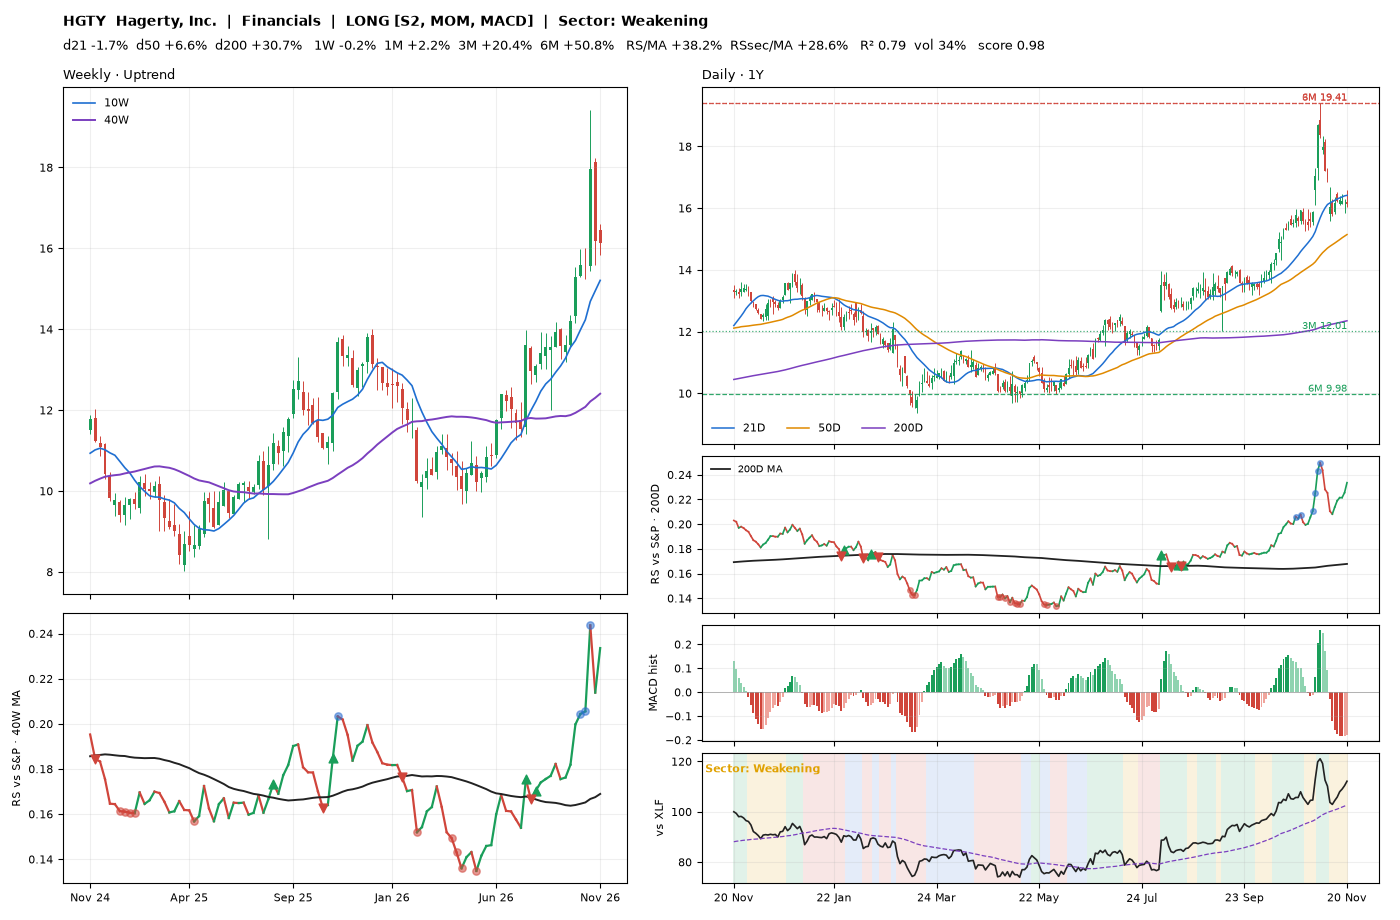 HGTY Hagerty, Inc. | Financials | LONG [S2, MOM, MACD] | Sector: Weakening
d21 -1.7% d50 +6.6% d200 +30.7% 1W -0.2% 1M +2.2% 3M +20.4% 6M +50.8% RS/MA +38.2% RSsec/MA +28.6% R² 0.79 vol 34% score 0.98
Weekly · Uptrend
10W
40W
18
16
14
12
10
8
RS vs S&P · 40W MA
0.24
0.22
0.20
0.18
0.16
0.14
Nov 24
Apr 25
Sep 25
Jan 26
Jun 26
Nov 26
Daily · 1Y
6M 19.41
18
16
14
3M 12.01
12
6M 9.98
10
21D
50D
200D
RS vs S&P · 200D
200D MA
0.24
0.22
0.20
0.18
0.16
0.14
MACD hist
0.2
0.1
0.0
−0.1
−0.2
vs XLF
Sector: Weakening
120
100
80
20 Nov
22 Jan
24 Mar
22 May
24 Jul
23 Sep
20 Nov